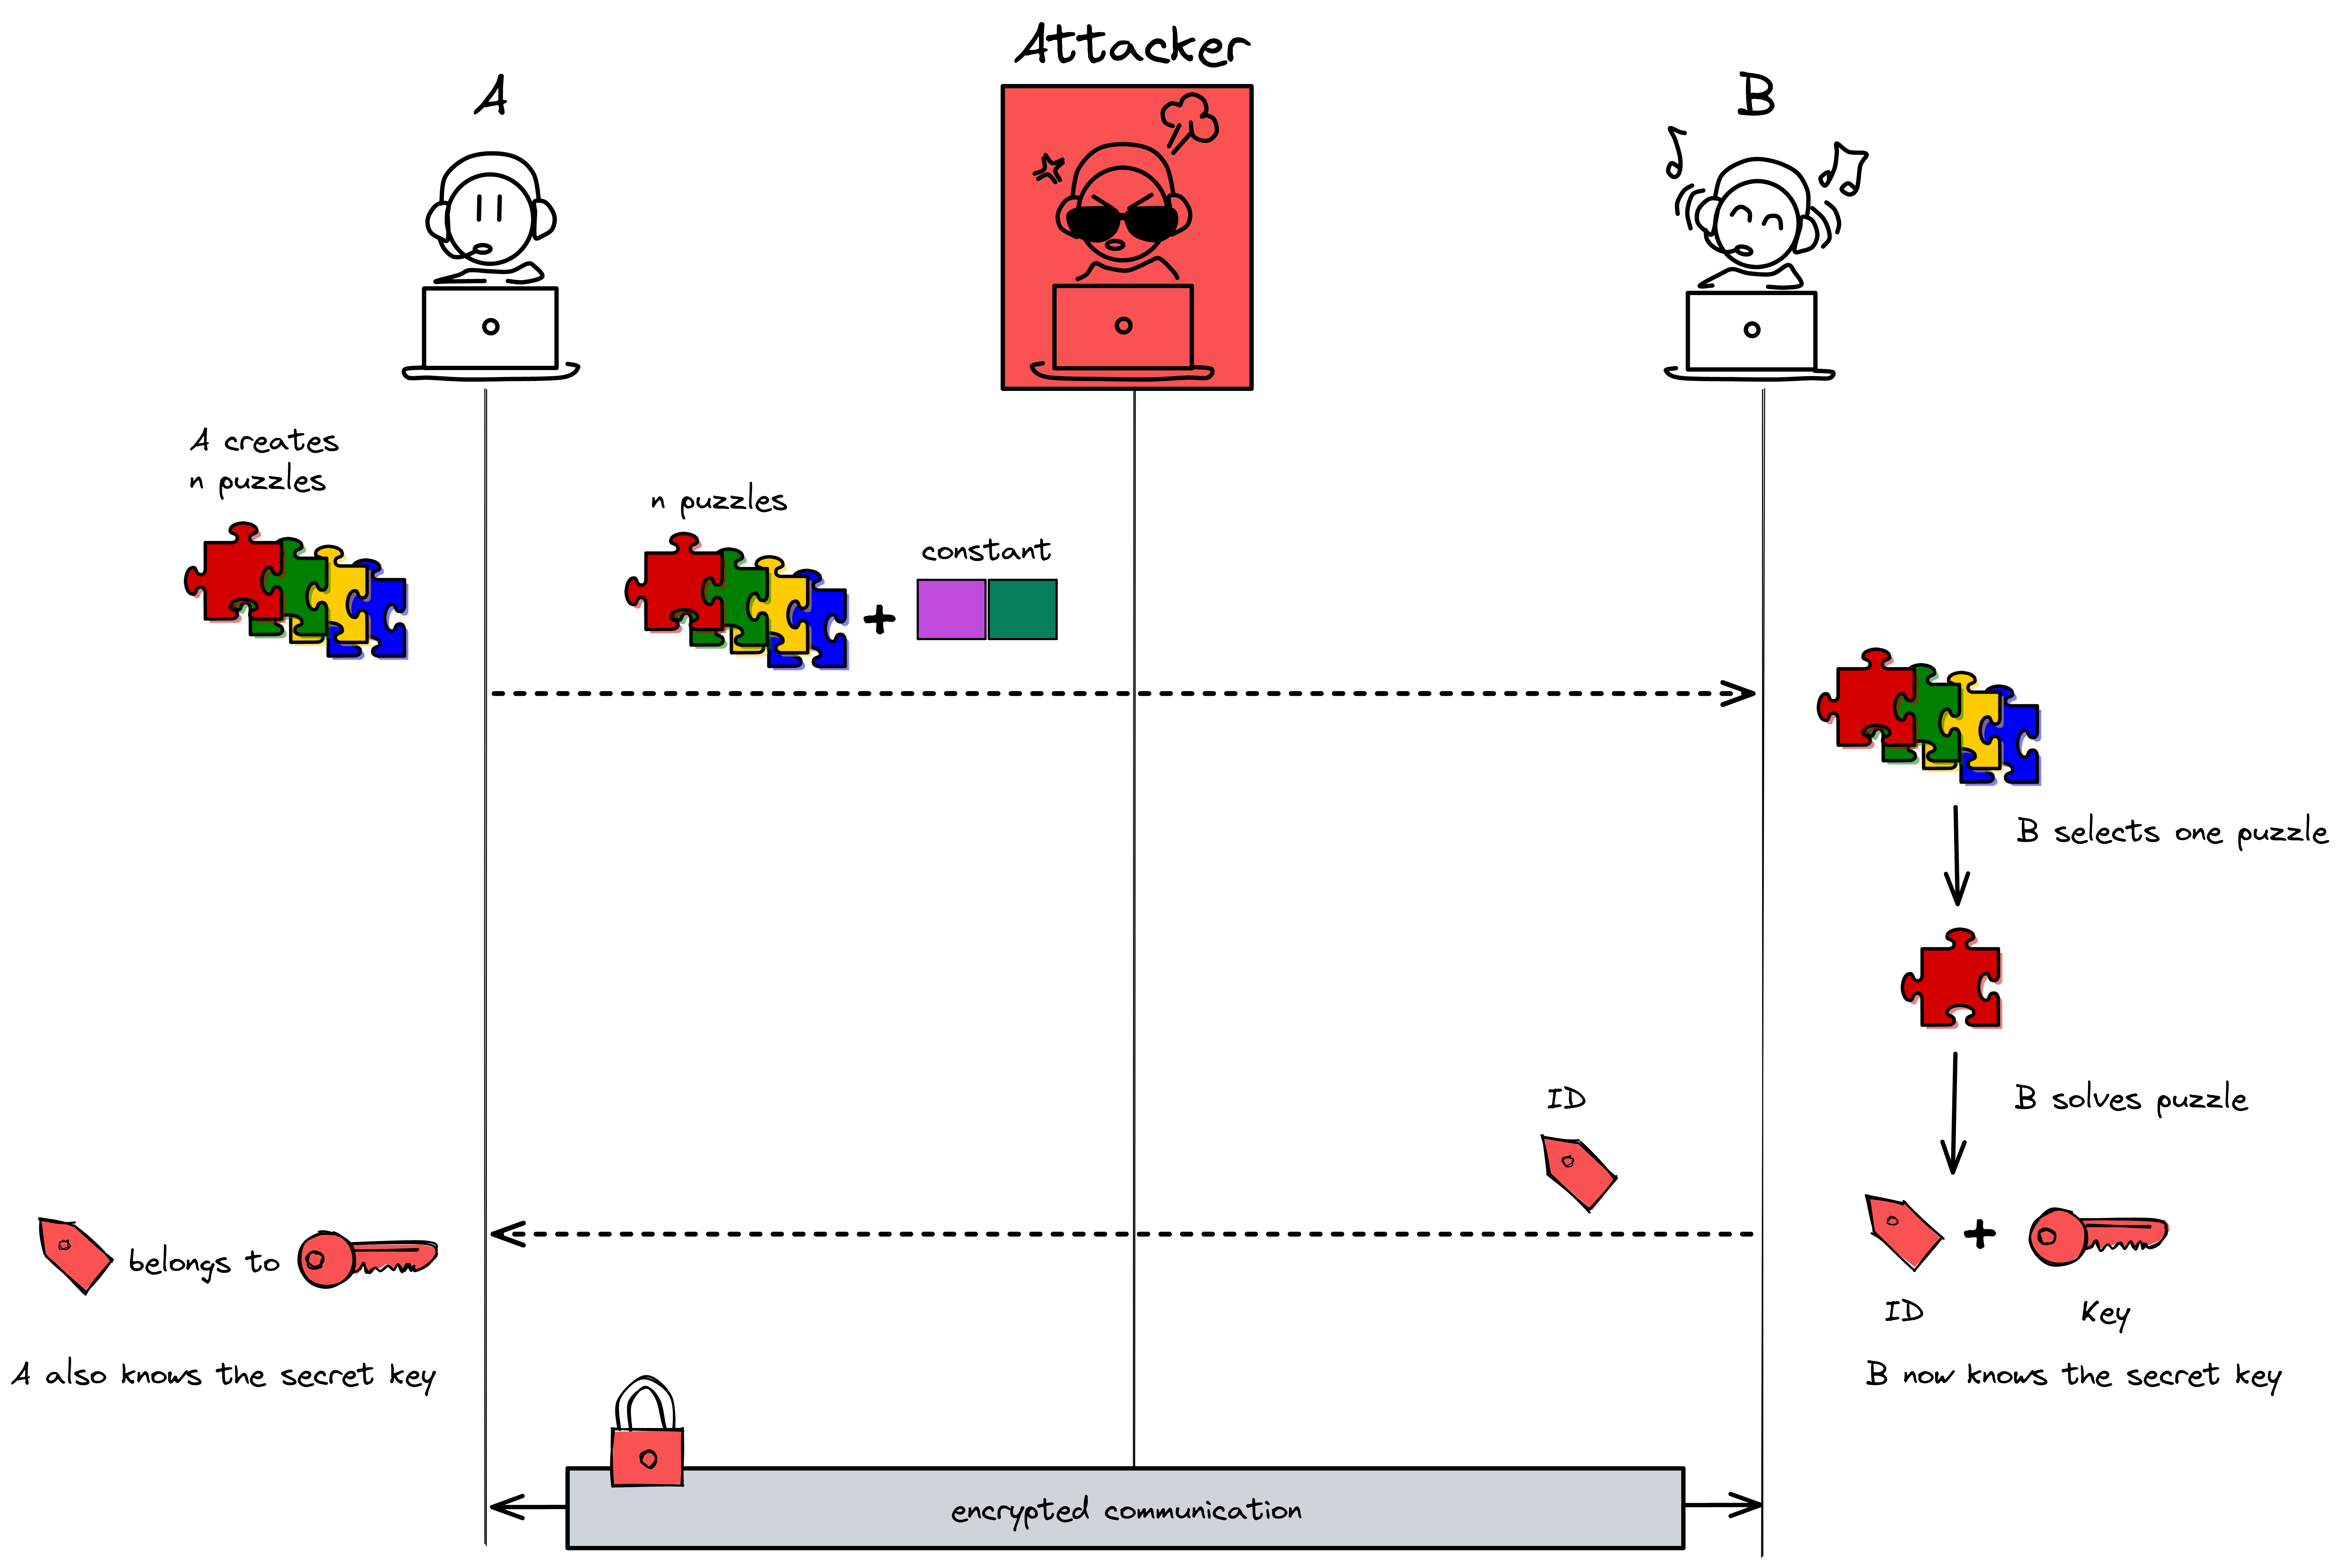 Attacker
A
B
A creates
n puzzles
n puzzles
constant
B selects one puzzle
B solves puzzle
ID
belongs to
ID
Key
A also knows the secret key
B now knows the secret key
encrypted communication